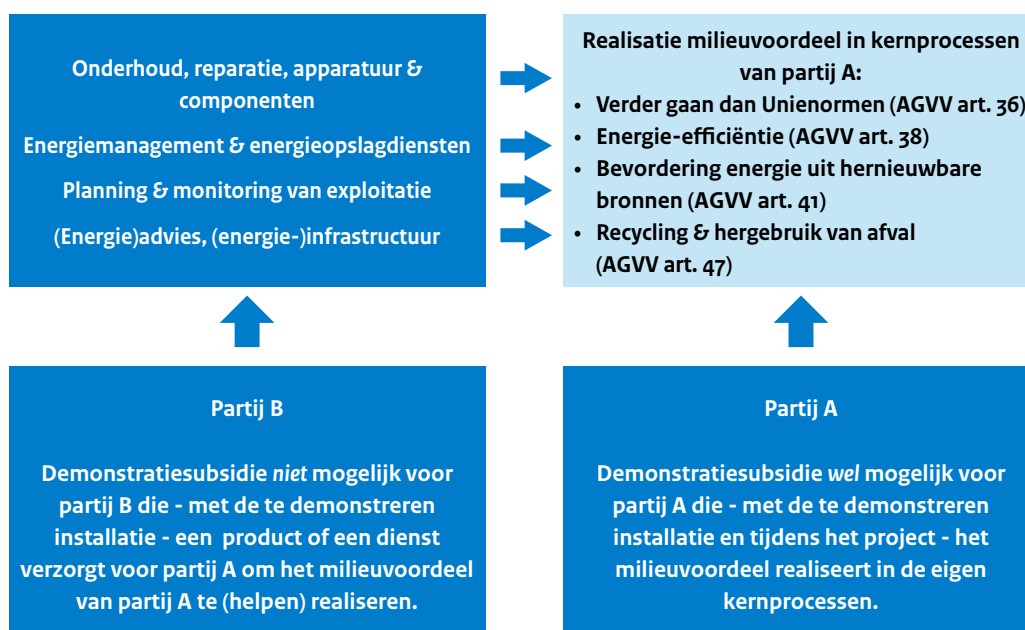 Onderhoud, reparatie, apparatuur &
componenten
Energiemanagement & energieopslagdiensten
Planning & monitoring van exploitatie
(Energie)advies, (energie-)infrastructuur
Realisatie milieuvoordeel in kernprocessen
van partij A:
• Verder gaan dan Unienormen (AGVV art. 36)
• Energie-efficiëntie (AGVV art. 38)
• Bevordering energie uit hernieuwbare
bronnen (AGVV art. 41)
• Recycling & hergebruik van afval
(AGVV art. 47)
Partij B
Demonstratiesubsidie niet mogelijk voor
partij B die - met de te demonstreren
installatie - een product of een dienst
verzorgt voor partij A om het milieuvoordeel
van partij A te (helpen) realiseren.
Partij A
Demonstratiesubsidie wel mogelijk voor
partij A die - met de te demonstreren
installatie en tijdens het project - het
milieuvoordeel realiseert in de eigen
kernprocessen.